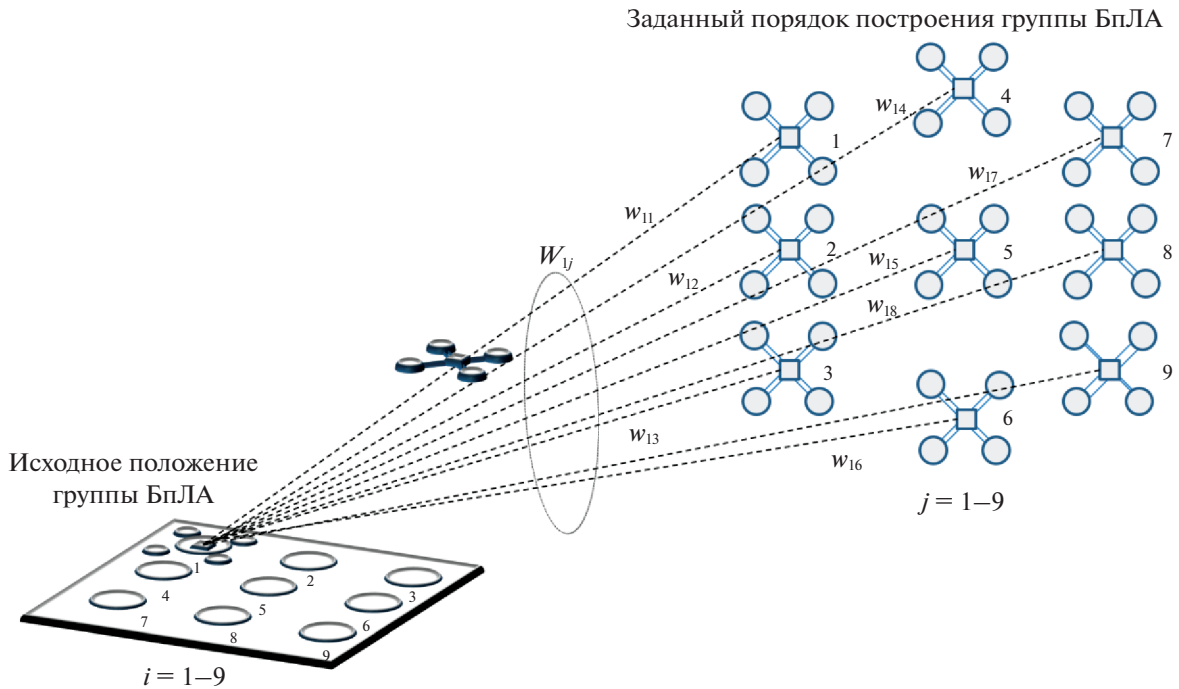 Заданный порядок построения группы БпЛА
w14
4
1
7
w17
w11
W1j
2
w15
5
8
w12
w18
3
9
6
w13
w16
Исходное положение
группы БпЛА
j = 1–9
1
2
3
4
5
6
7
8
9
i = 1–9